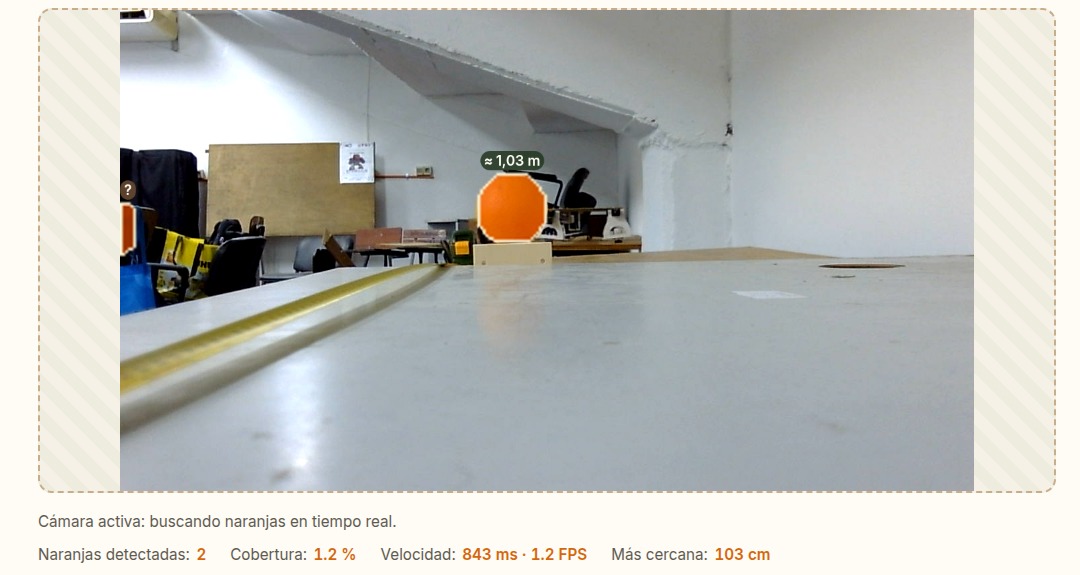 ?
≈ 1,03 m
Cámara activa: buscando naranjas en tiempo real.
Naranjas detectadas: 2 Cobertura: 1.2 % Velocidad: 843 ms · 1.2 FPS Más cercana: 103 cm